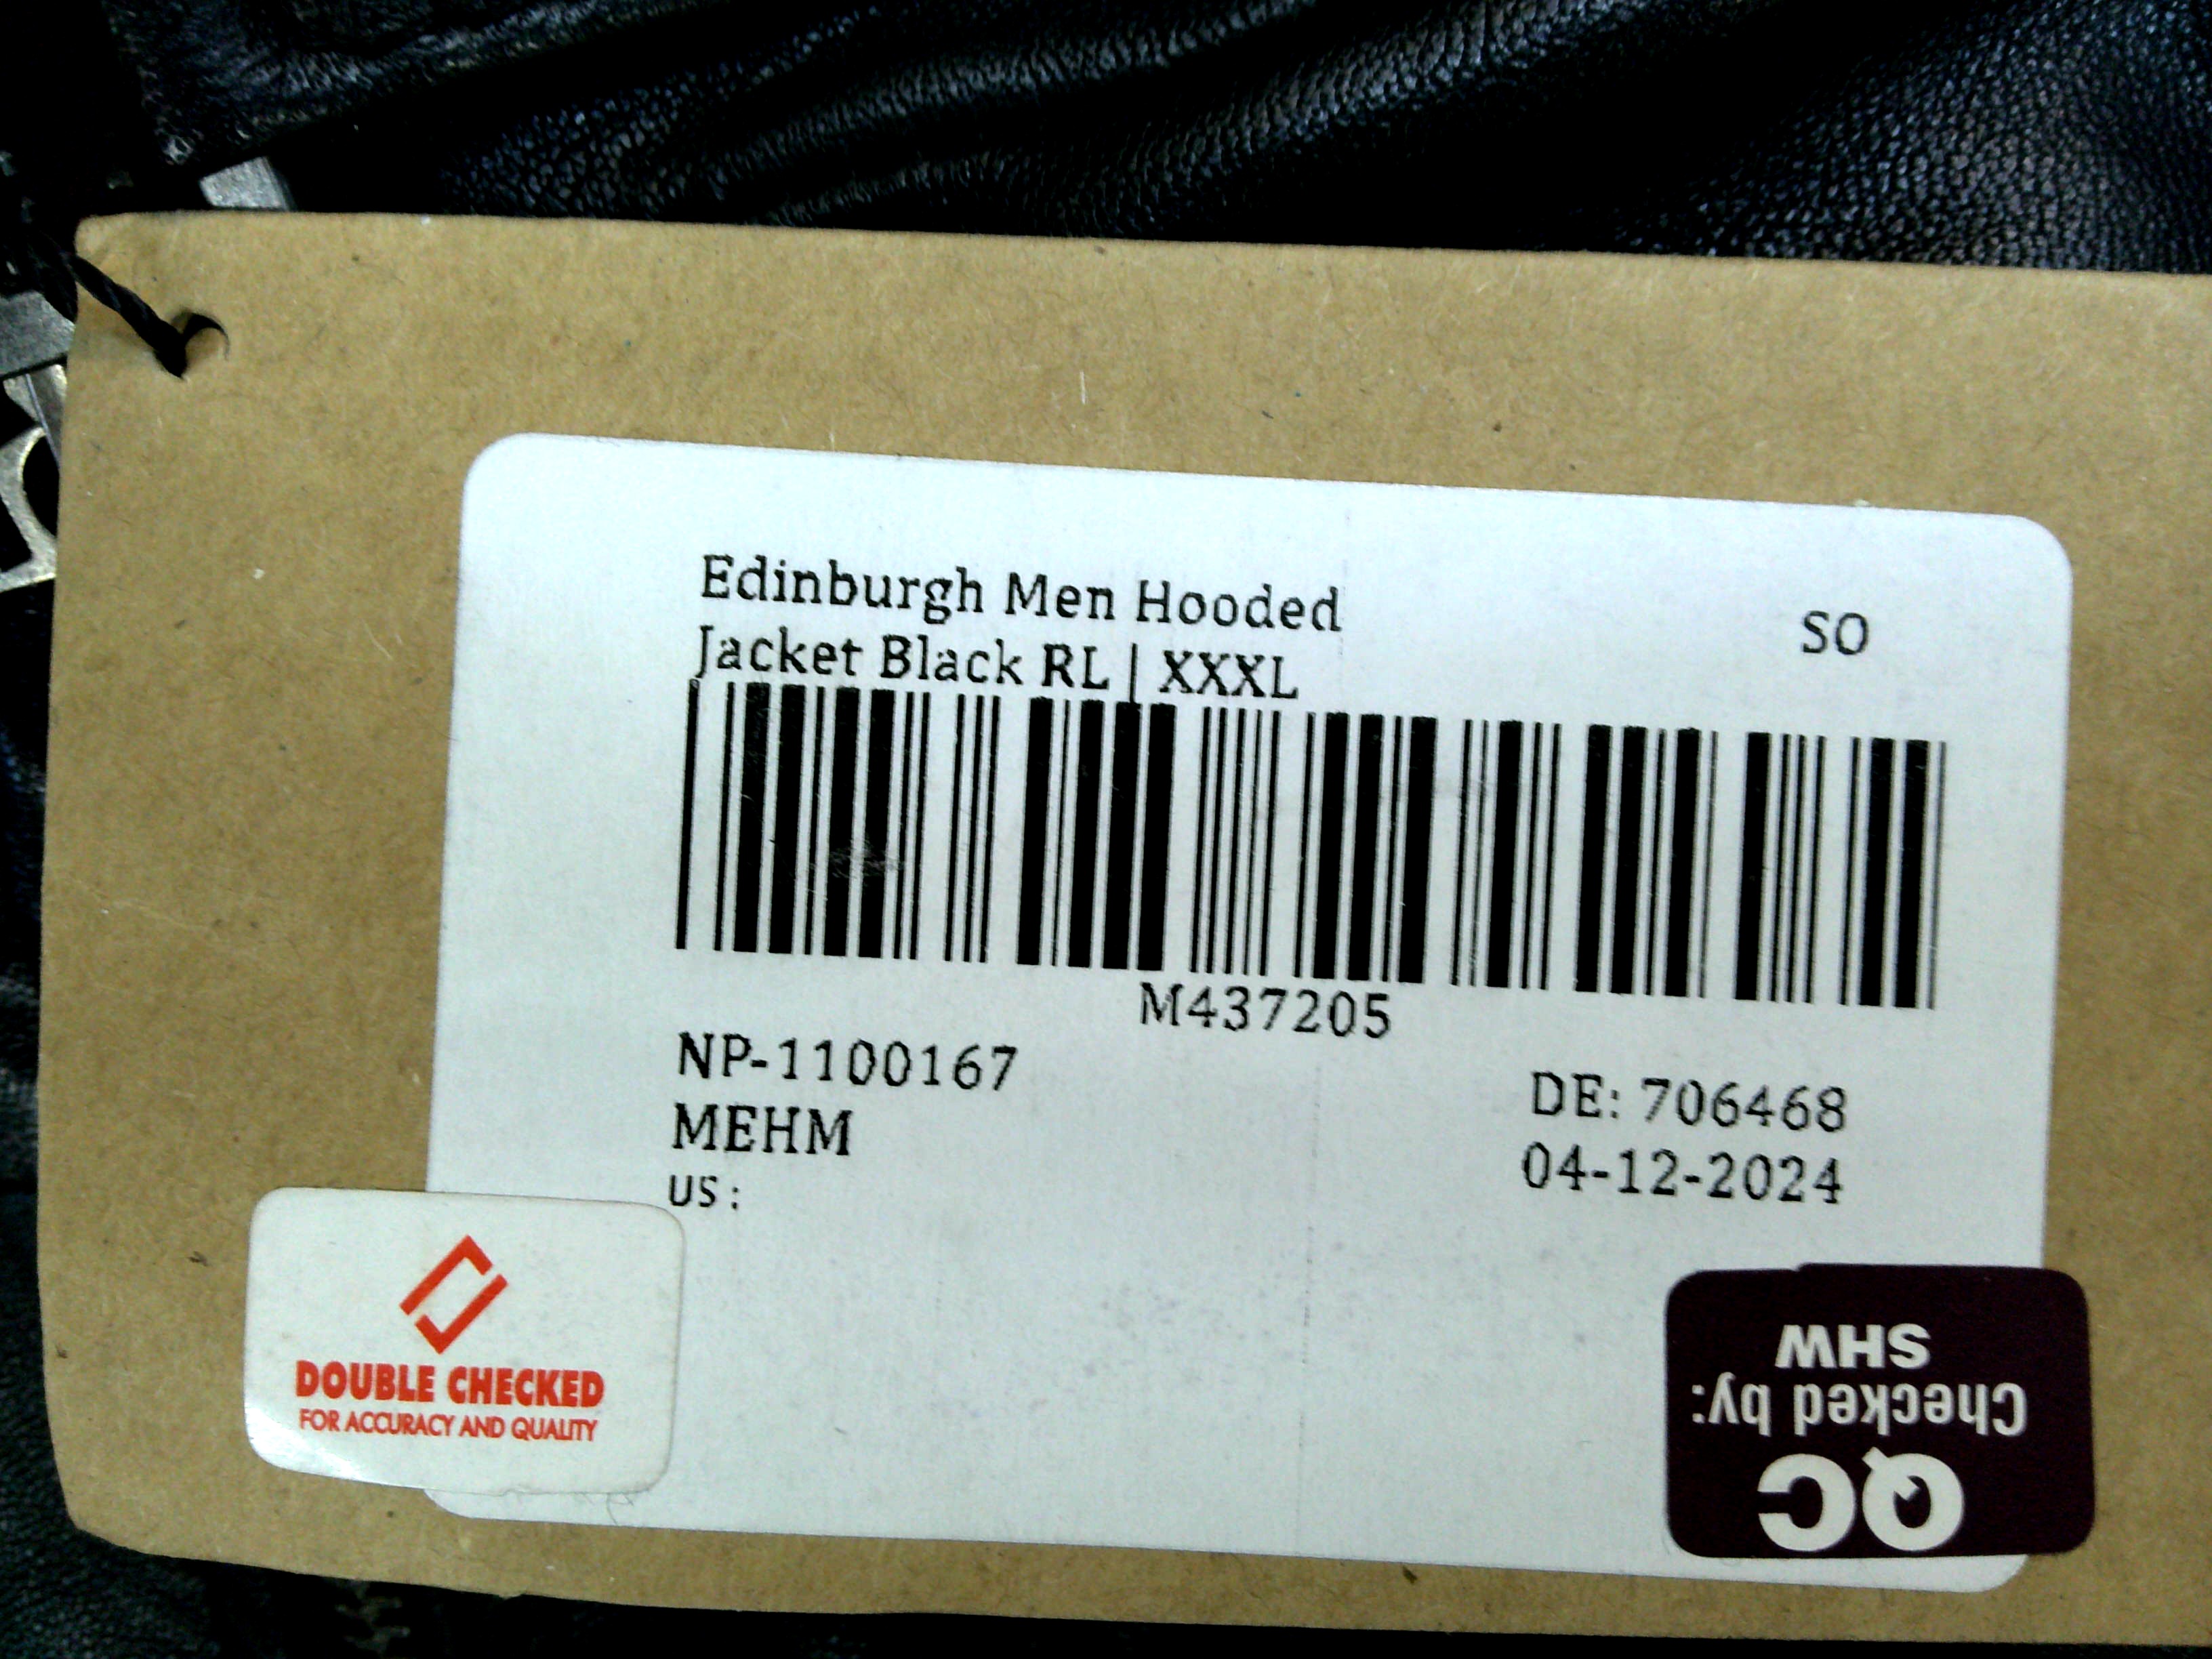 Edinburgh Men Hooded
Jacket Black RL | XXXL
SO
M437205
NP-1100167
MEHM
US :
DE: 706468
04-12-2024
DOUBLE CHECKED
FOR ACCURACY AND QUALITY
QC
Checked by:
SHW